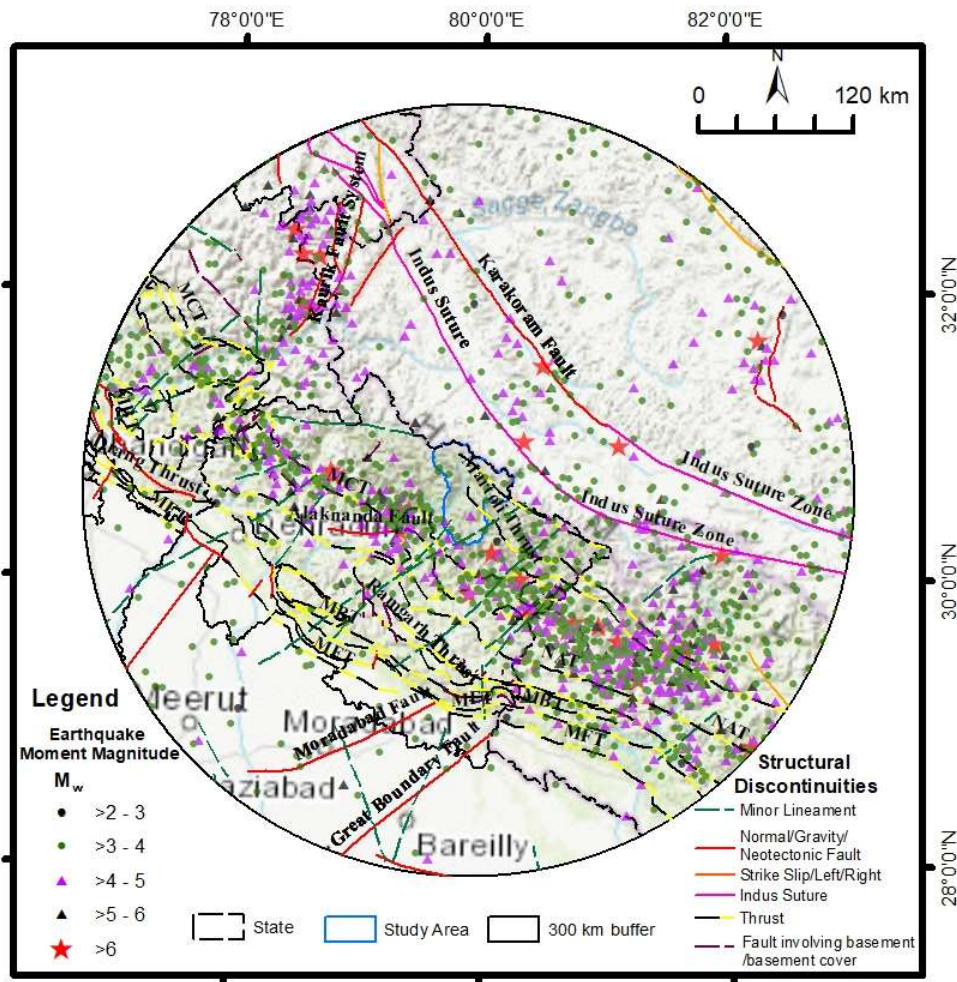 78°0'0"E 80°0'0"E 82°0'0"E
N
0 120 km
Sagge Zangbo
Kaurik Fault System
Indus Suture
Karakoram Fault
32°0'0"N
MCT
Jhang Thrust
MCT
Alaknanda Fault
Martoli Thrust
Indus Suture Zone
Indus Suture Zone
30°0'0"N
Ramgarh Thrust
MFT
NAT
MBT
MFT
MFT
NAT
Meerut
Moradabad
Moradabad Fault
aziabad
Great Boundary Fault
Bareilly
28°0'0"N
Legend
Earthquake
Moment Magnitude
Mw
>2 - 3
>3 - 4
>4 - 5
>5 - 6
>6
State
Study Area
300 km buffer
Structural
Discontinuities
Minor Lineament
Normal/Gravity/
Neotectonic Fault
Strike Slip/Left/Right
Indus Suture
Thrust
Fault involving basement
/basement cover